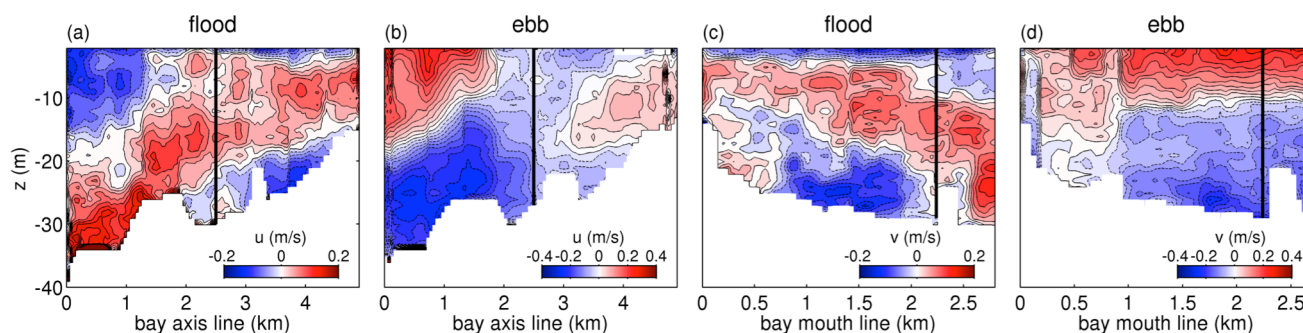 flood
ebb
flood
ebb
(a)
(b)
(c)
(d)
z (m)
-10
-20
-30
-40
u (m/s)
-0.2 0 0.2
u (m/s)
-0.4 -0.2 0 0.2 0.4
v (m/s)
-0.2 0 0.2
v (m/s)
-0.4 -0.2 0 0.2 0.4
0 1 2 3 4
0 1 2 3 4
0 0.5 1 1.5 2 2.5
0 0.5 1 1.5 2 2.5
bay axis line (km)
bay axis line (km)
bay mouth line (km)
bay mouth line (km)